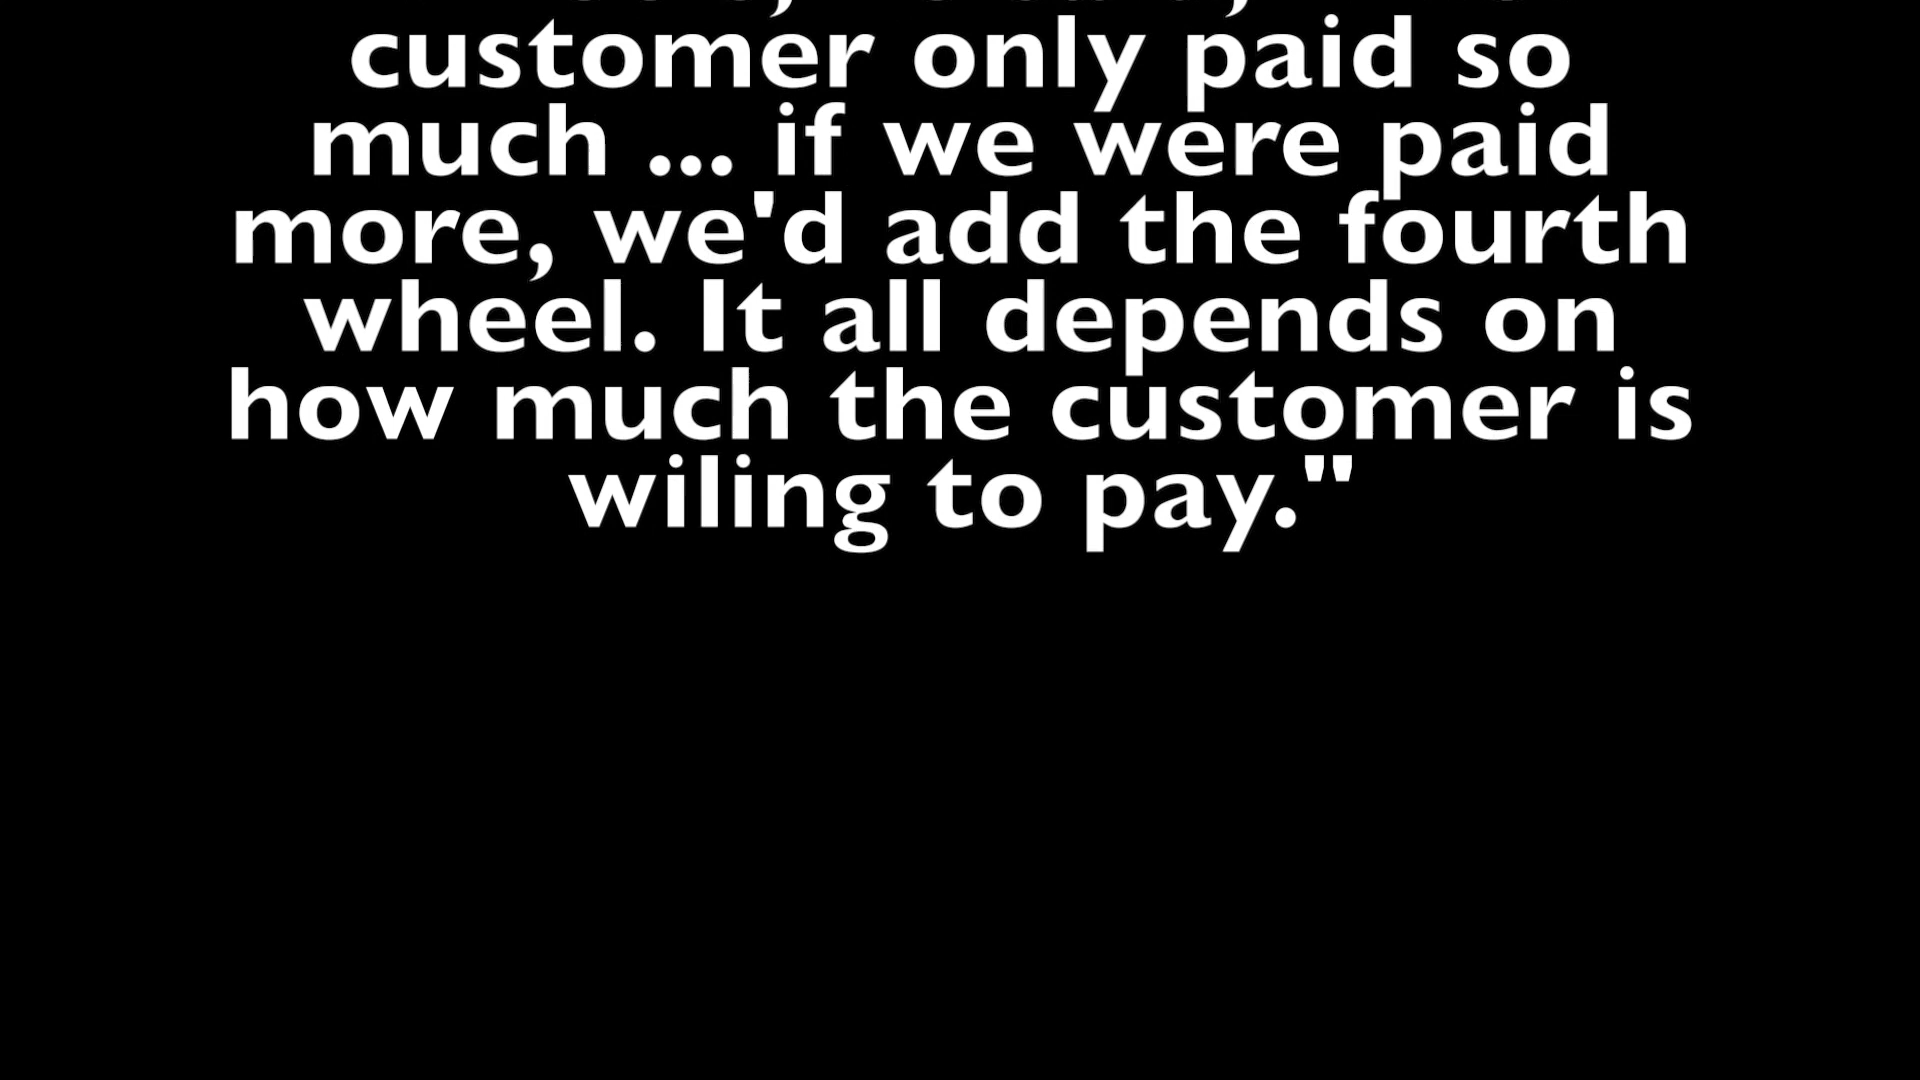 customer only paid so
much ... if we were paid
more, we'd add the fourth
wheel. It all depends on
how much the customer is
wiling to pay."